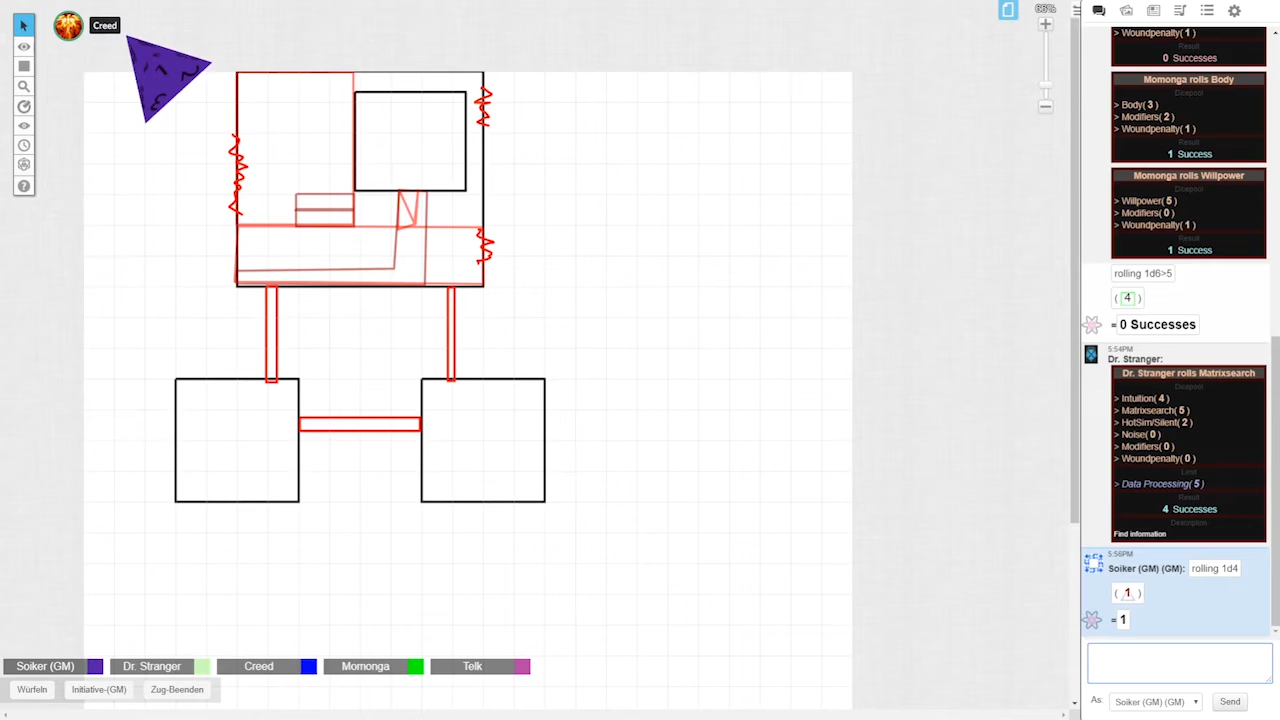 Creed
66%
> Woundpenalty( 1 )
Result
0 Successes
Momonga rolls Body
Dicepool
> Body( 3 )
> Modifiers( 2 )
> Woundpenalty( 1 )
Result
1 Success
Momonga rolls Willpower
Dicepool
> Willpower( 5 )
> Modifiers( 0 )
> Woundpenalty( 1 )
Result
1 Success
rolling 1d6>5
( 4 )
= 0 Successes
5:54PM
Dr. Stranger:
Dr. Stranger rolls Matrixsearch
Dicepool
> Intuition( 4 )
> Matrixsearch( 5 )
> HotSim/Silent( 2 )
> Noise( 0 )
> Modifiers( 0 )
> Woundpenalty( 0 )
Limit
> Data Processing( 5 )
Result
4 Successes
Description
Find information
5:56PM
Soiker (GM) (GM): rolling 1d4
( 1 )
= 1
Soiker (GM) Dr. Stranger Creed Momonga Telk
Würfeln Initiative-(GM) Zug-Beenden
As: Soiker (GM) (GM) Send